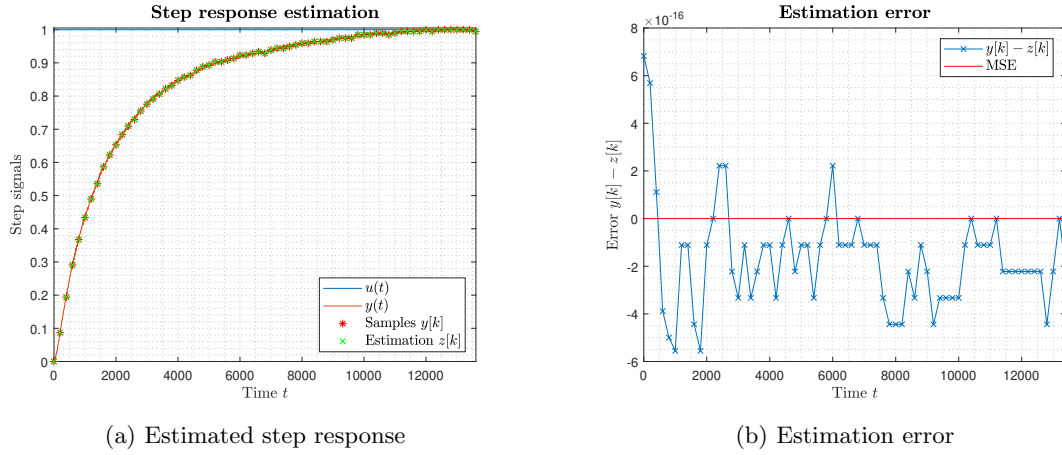 Step response estimation
Step signals
1
0.9
0.8
0.7
0.6
0.5
0.4
0.3
0.2
0.1
0
0 2000 4000 6000 8000 10000 12000
Time t
u(t)
y(t)
Samples y[k]
Estimation z[k]
(a) Estimated step response
Estimation error
×10^-16
Error y[k] − z[k]
8
6
4
2
0
-2
-4
-6
0 2000 4000 6000 8000 10000 12000
Time t
y[k] − z[k]
MSE
(b) Estimation error